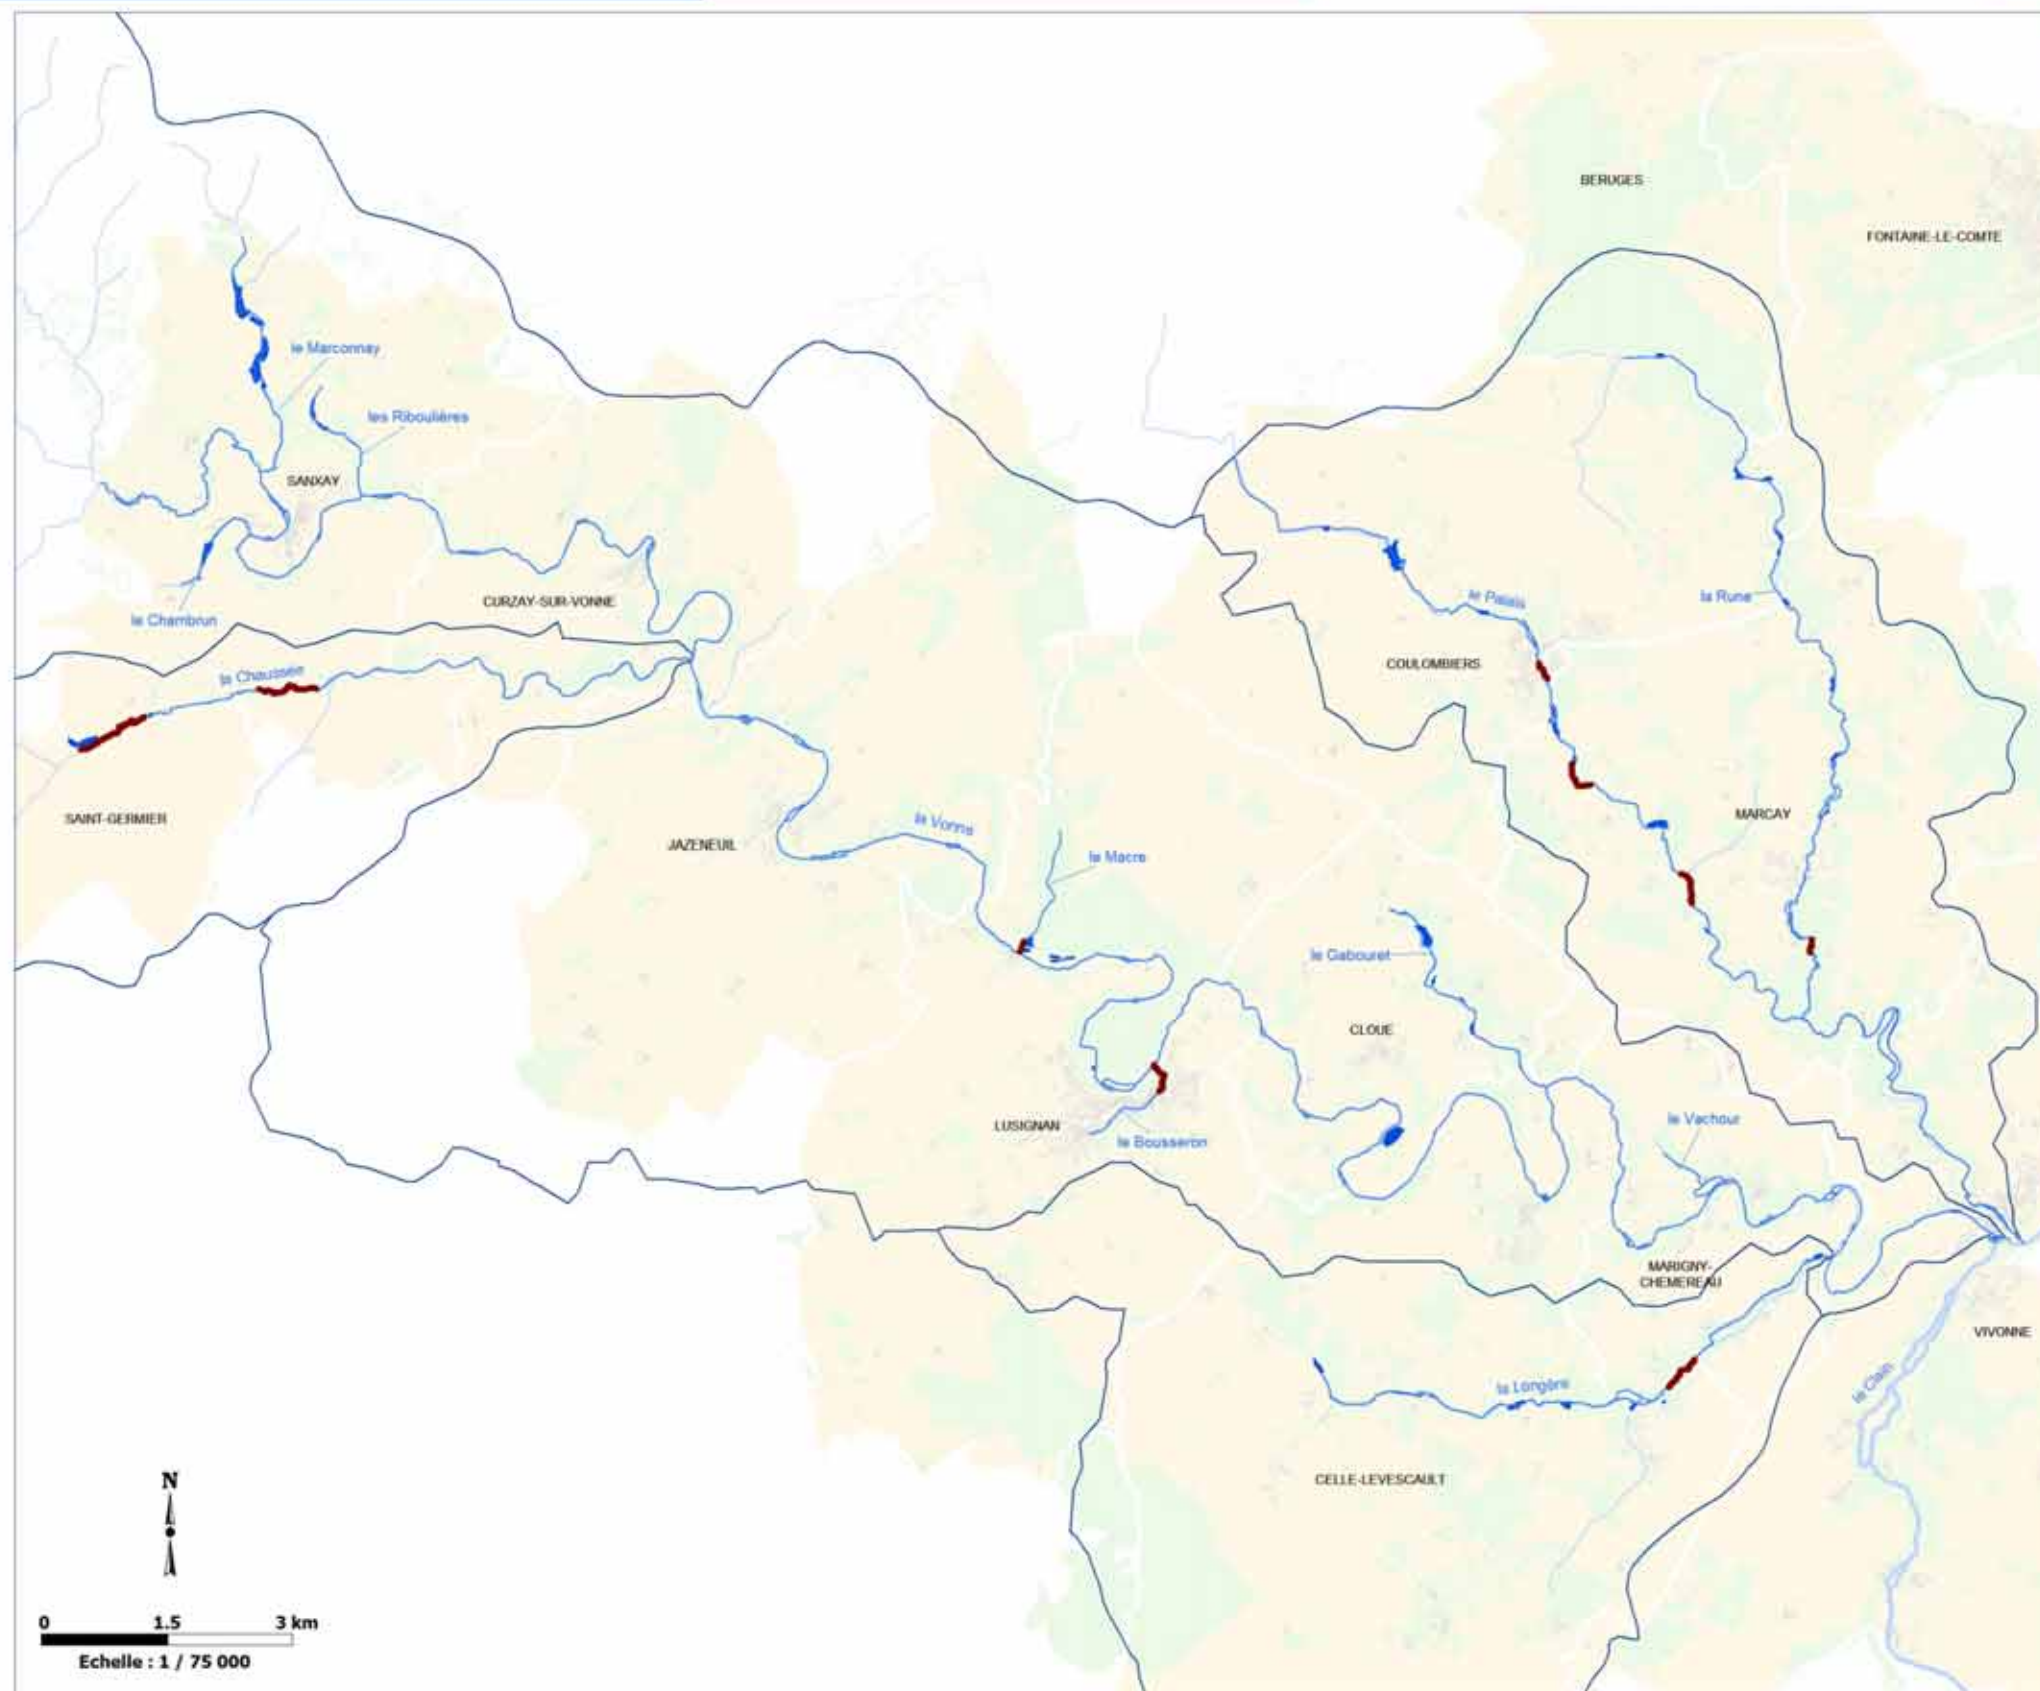 BERUGES
FONTAINE-LE-COMTE
le Marconnay
les Riboulières
SANXAY
CURZAY-SUR-VONNE
le Palais
la Rune
le Chambrun
COULOMBIERS
la Chaussée
SAINT-GERMIER
JAZENEUIL
la Vonne
MARCAY
le Macre
le Gabouret
CLOUE
LUSIGNAN
le Bousseron
le Vachour
MARIGNY-
CHEMEREAU
VIVONNE
la Longère
le Clain
CELLE-LEVESCAULT
N
0 1.5 3 km
Echelle : 1 / 75 000